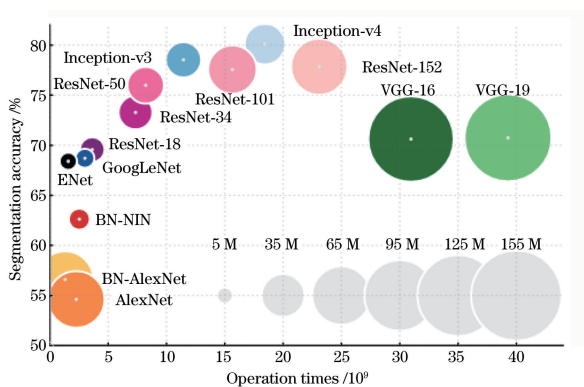 Inception-v4
80
Inception-v3
ResNet-152
ResNet-50
VGG-16
VGG-19
75
ResNet-101
ResNet-34
70
ResNet-18
GoogLeNet
ENet
65
BN-NIN
60
5 M
35 M
65 M
95 M
125 M
155 M
BN-AlexNet
55
AlexNet
50
0
5
10
15
20
25
30
35
40
Segmentation accuracy /%
Operation times /10⁹